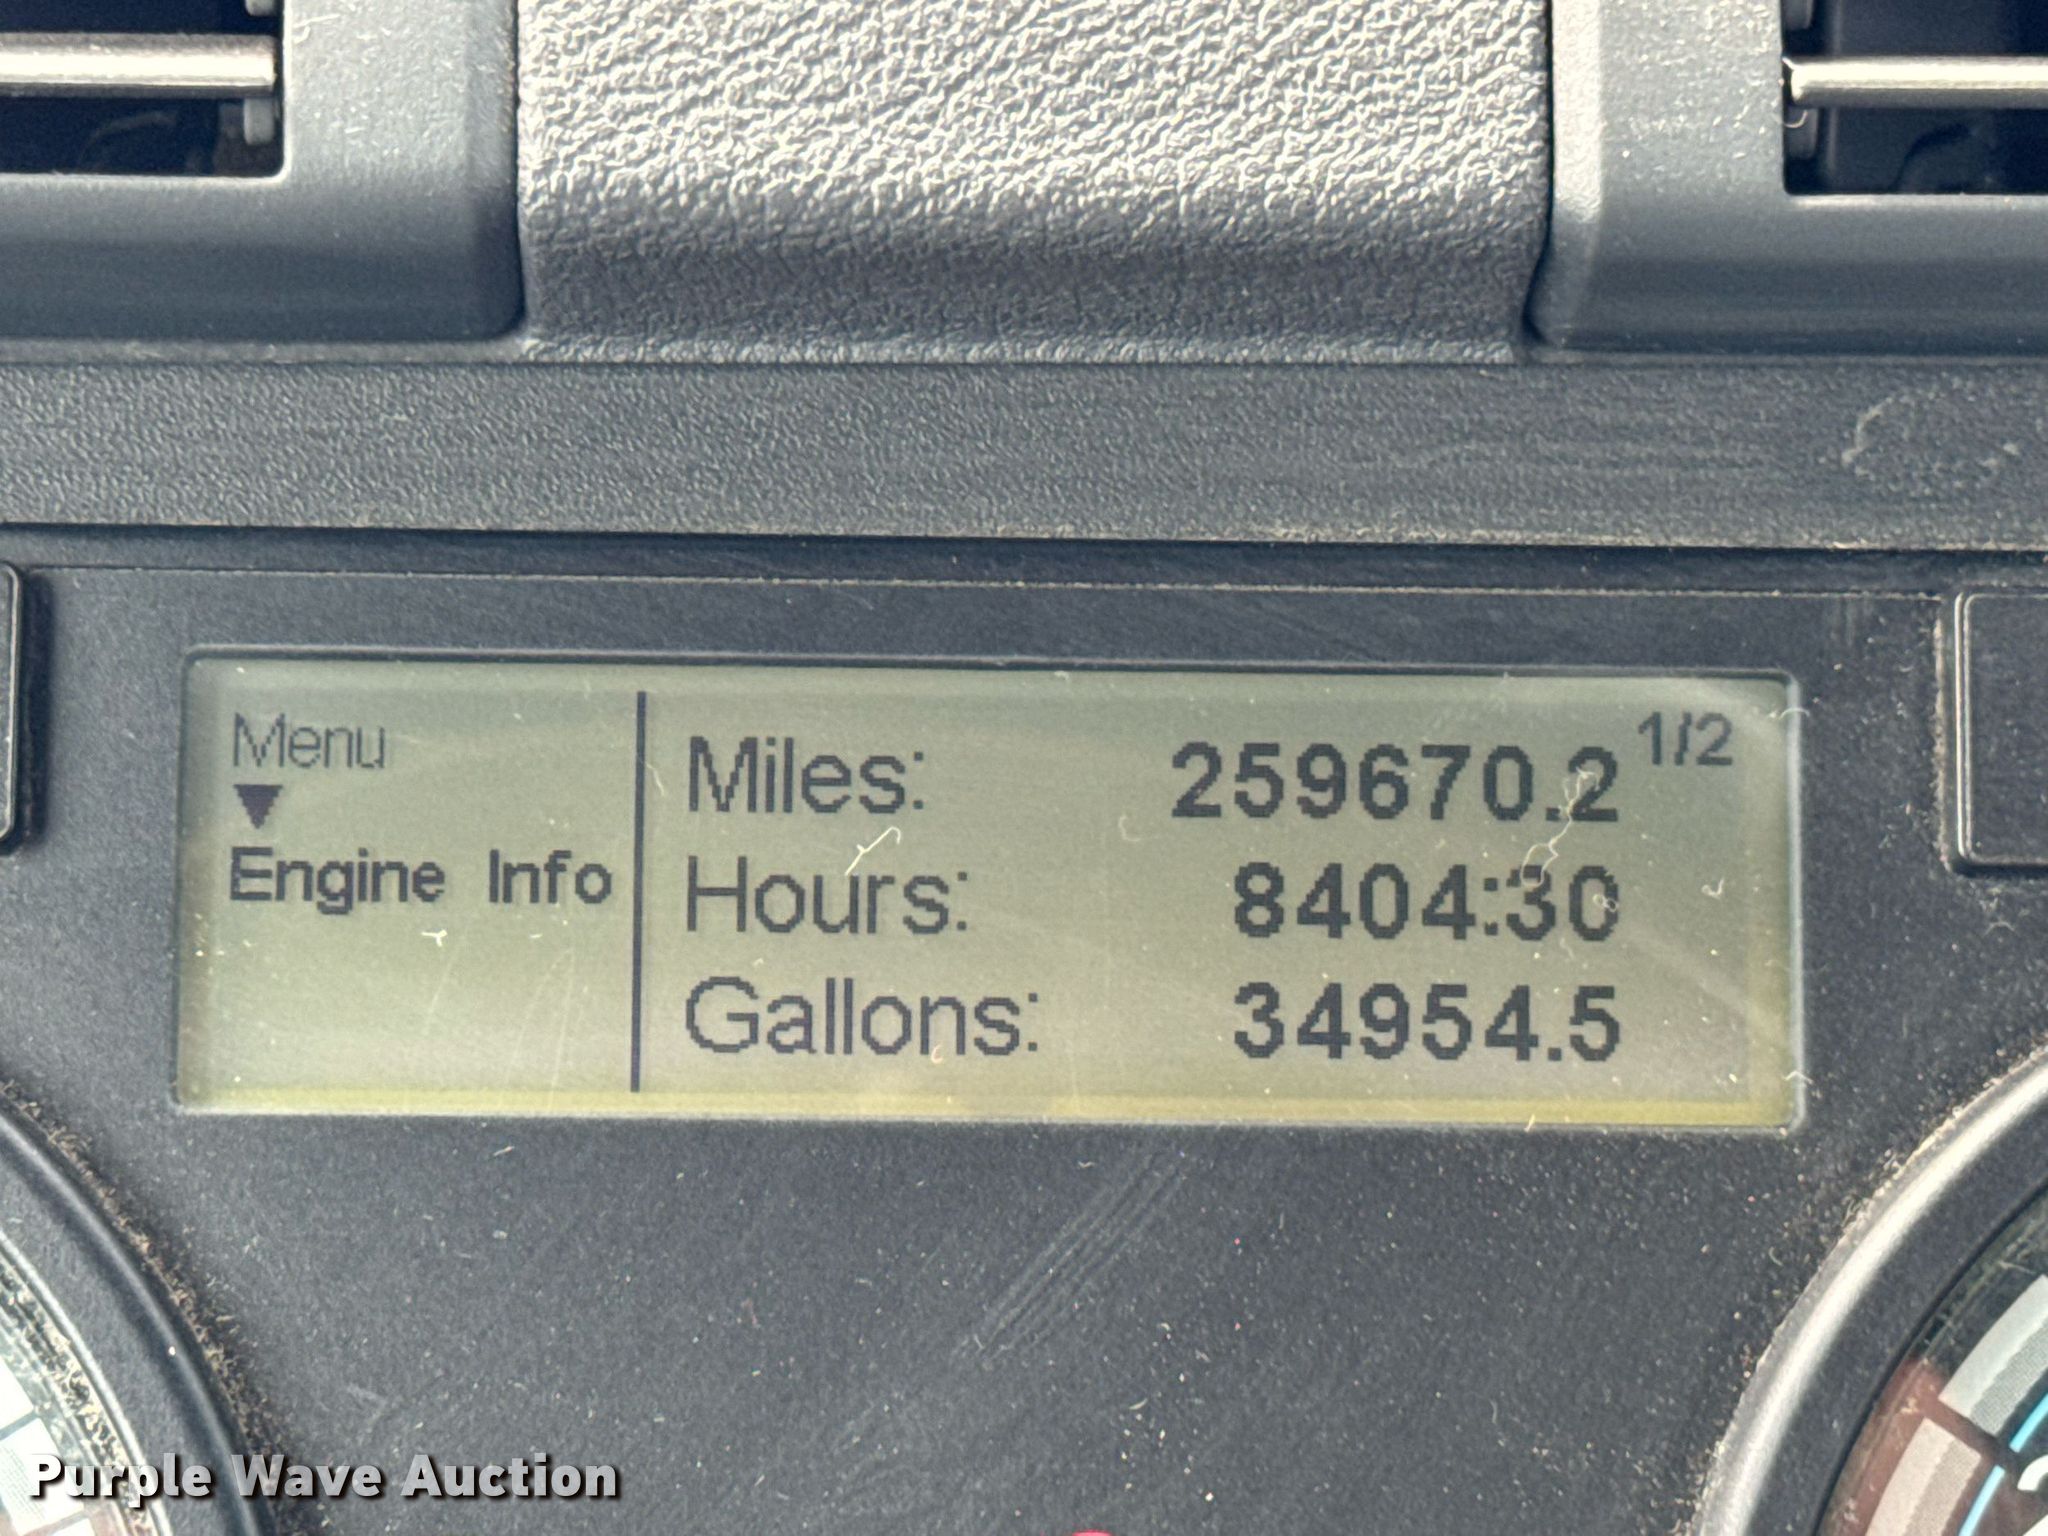 Menu
Engine Info
Miles: 259670.2 1/2
Hours: 8404:30
Gallons: 34954.5
Purple Wave Auction